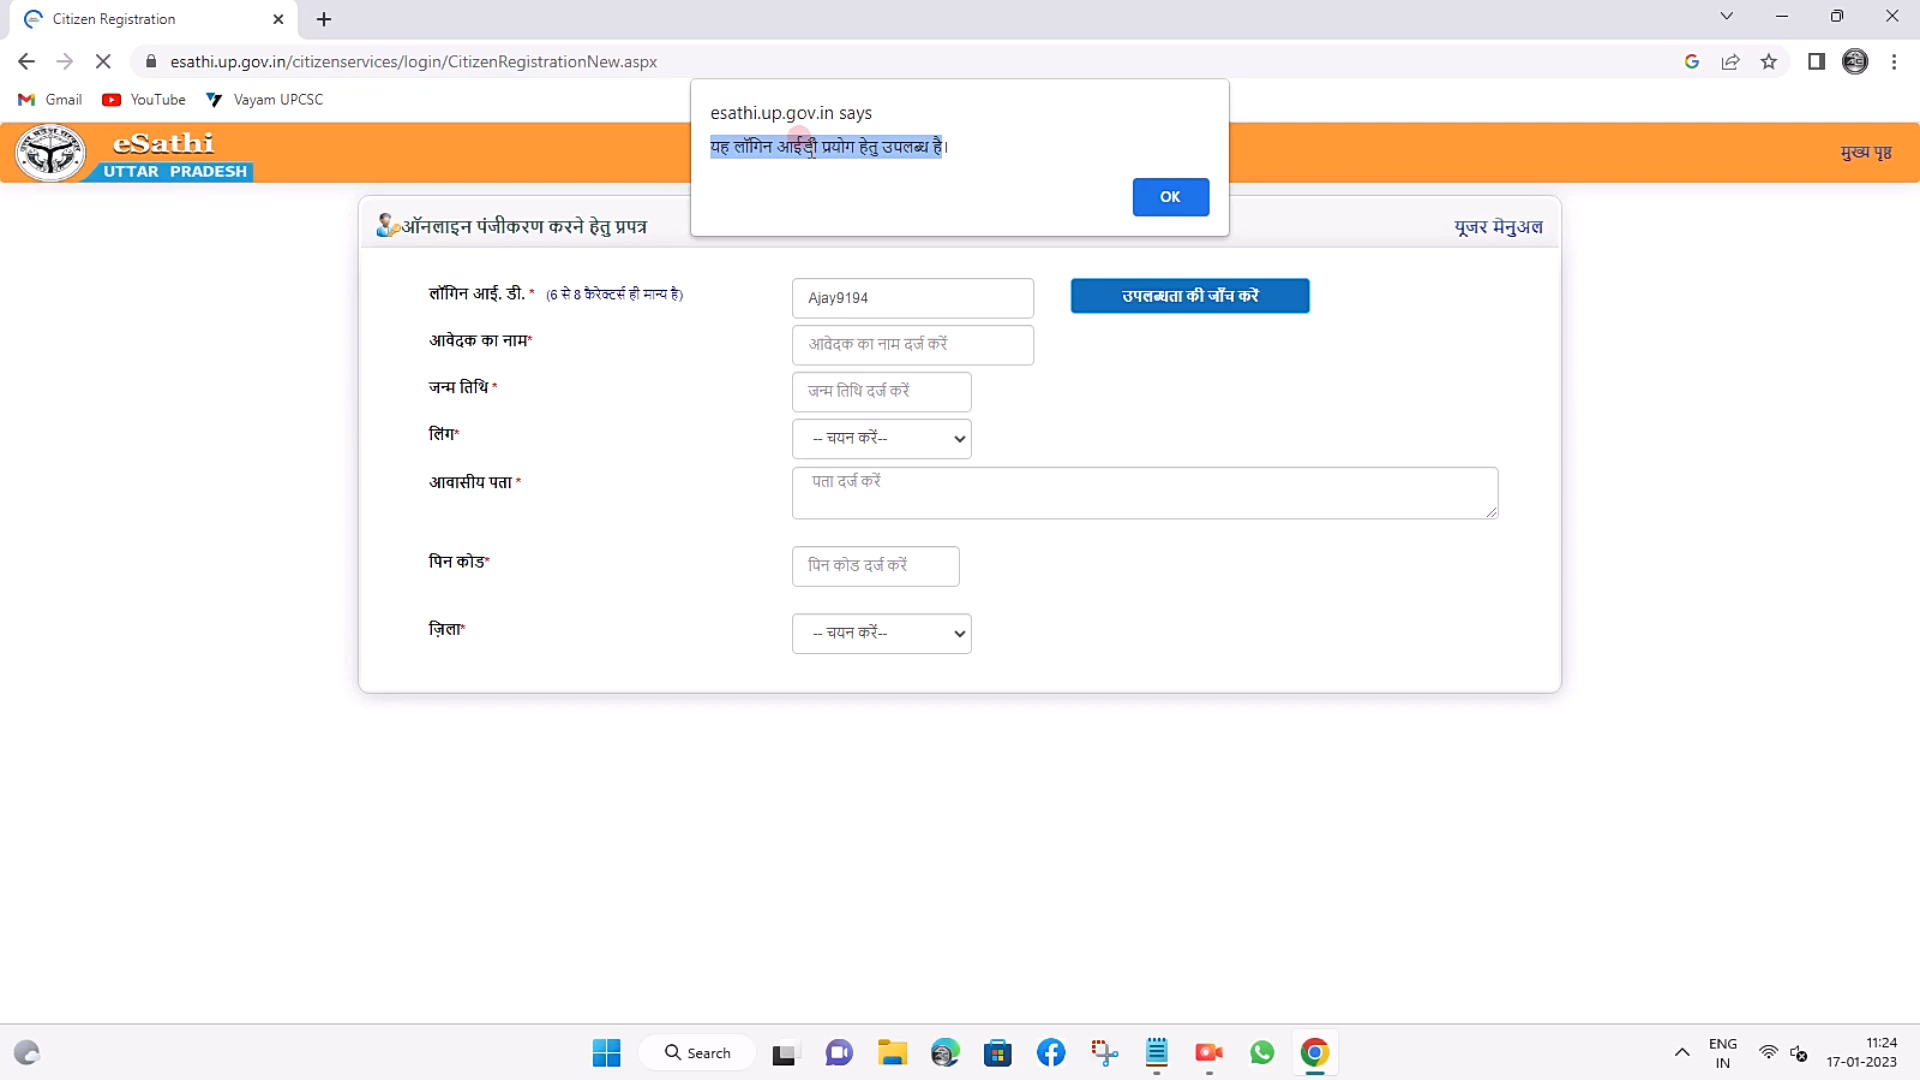 Citizen Registration
esathi.up.gov.in/citizenservices/login/CitizenRegistrationNew.aspx
Gmail YouTube Vayam UPCSC
esathi.up.gov.in says
यह लॉगिन आईडी प्रयोग हेतु उपलब्ध है।
OK
eSathi
UTTAR PRADESH
मुख्य पृष्ठ
ऑनलाइन पंजीकरण करने हेतु प्रपत्र
यूजर मेनुअल
लॉगिन आई. डी. * (6 से 8 कैरेक्टर्स ही मान्य है) Ajay9194 उपलब्धता की जाँच करें
आवेदक का नाम* आवेदक का नाम दर्ज करें
जन्म तिथि * जन्म तिथि दर्ज करें
लिंग* -- चयन करें--
आवासीय पता * पता दर्ज करें
पिन कोड* पिन कोड दर्ज करें
ज़िला* -- चयन करें--
Search
ENG
IN
11:24
17-01-2023